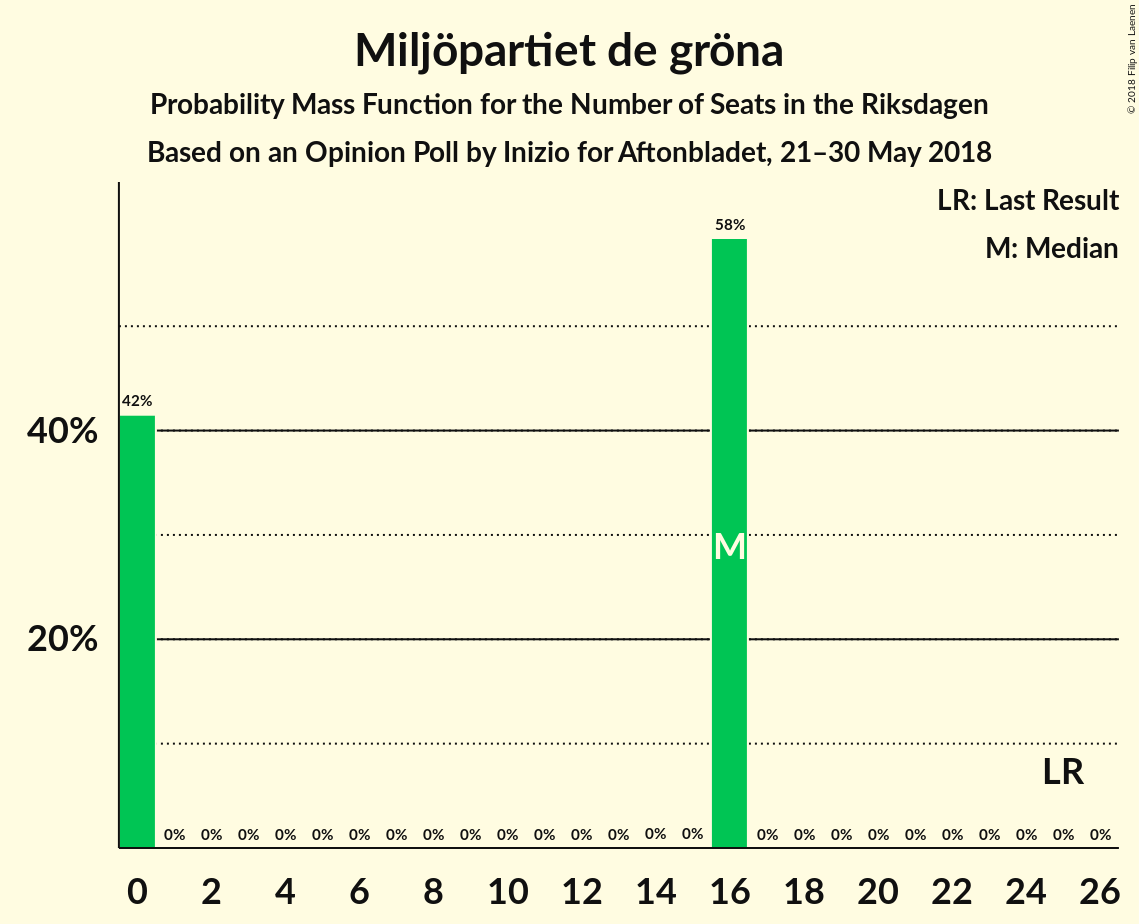 Miljöpartiet de gröna
Probability Mass Function for the Number of Seats in the Riksdagen
Based on an Opinion Poll by Inizio for Aftonbladet, 21–30 May 2018
© 2018 Filip van Laenen
LR: Last Result
M: Median
58%
42%
40%
M
20%
LR
0% 0% 0% 0% 0% 0% 0% 0% 0% 0% 0% 0% 0% 0% 0% 0% 0% 0% 0% 0% 0% 0% 0% 0% 0%
0 2 4 6 8 10 12 14 16 18 20 22 24 26